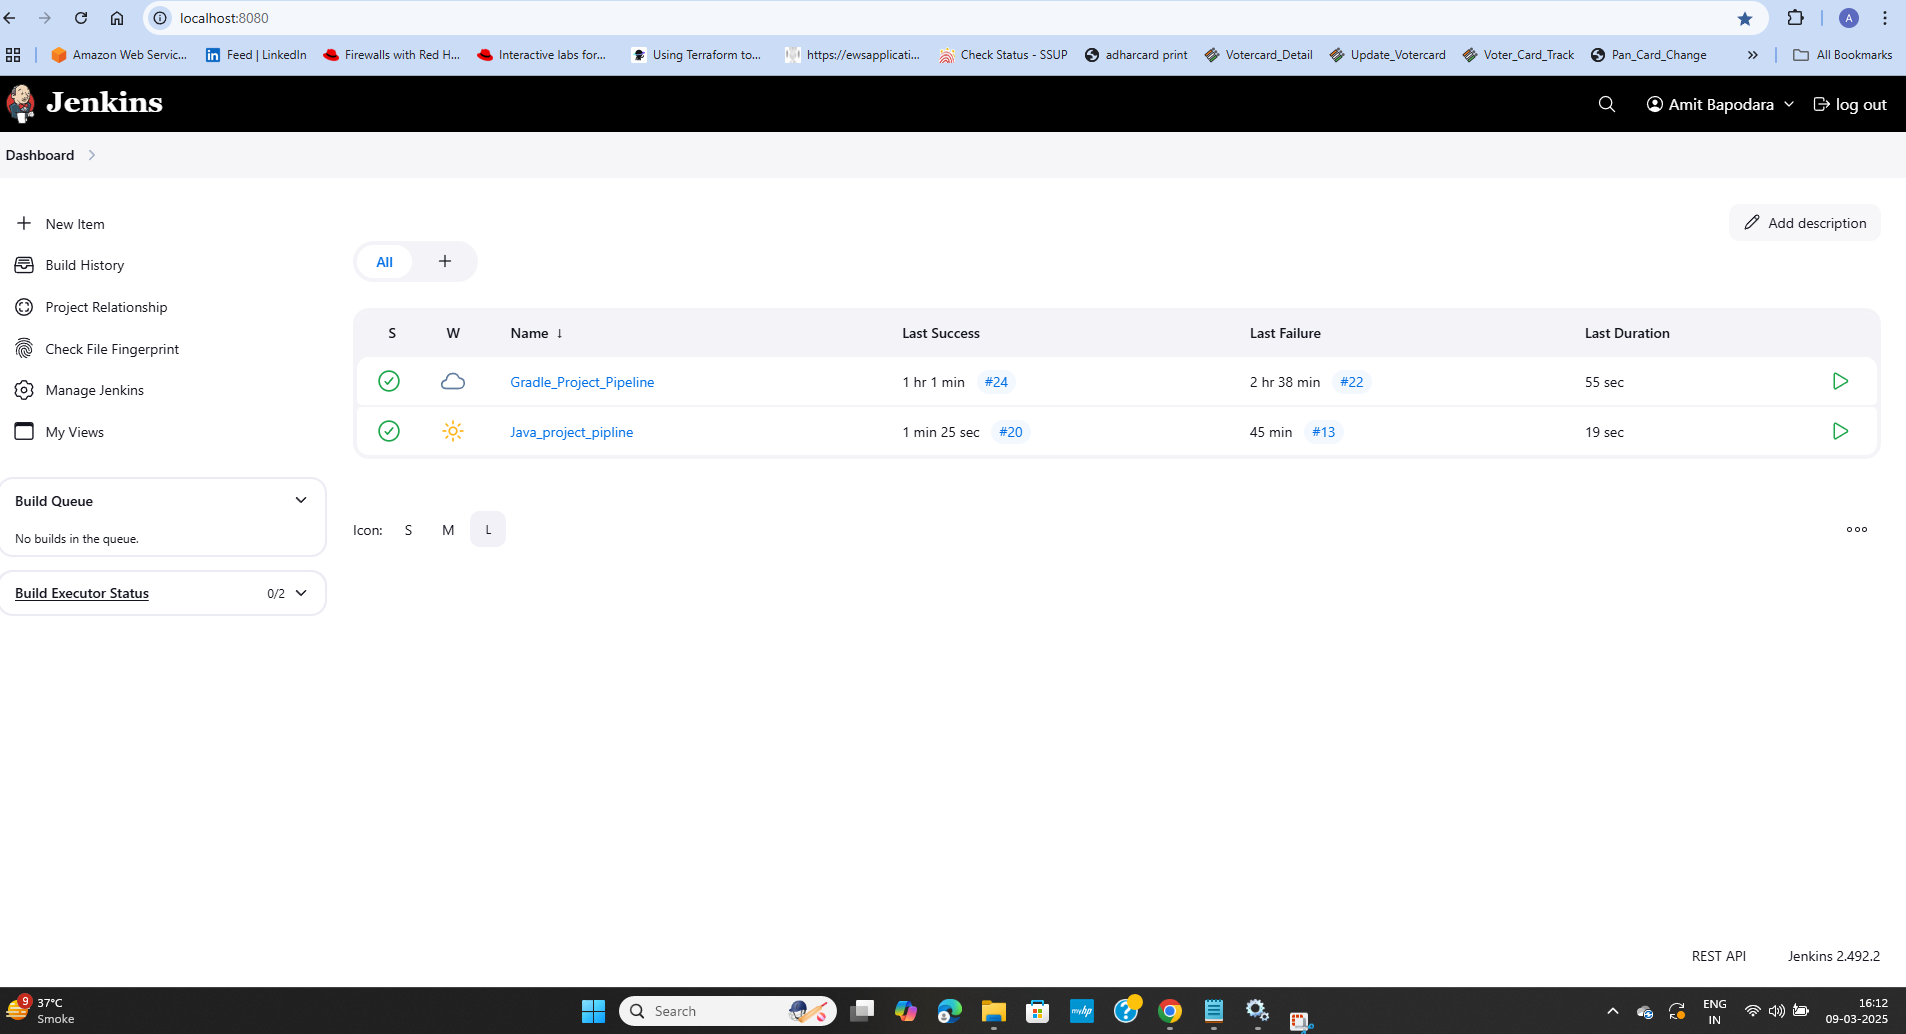 localhost:8080
Amazon Web Servic... Feed | LinkedIn Firewalls with Red H... Interactive labs for... Using Terraform to... https://ewsapplicati... Check Status - SSUP adharcard print Votercard_Detail Update_Votercard Voter_Card_Track Pan_Card_Change » All Bookmarks
A
Jenkins
Amit Bapodara log out
Dashboard
New Item
Build History
Project Relationship
Check File Fingerprint
Manage Jenkins
My Views
Build Queue
No builds in the queue.
Build Executor Status 0/2
Add description
All +
S W Name ↓ Last Success Last Failure Last Duration
Gradle_Project_Pipeline 1 hr 1 min #24 2 hr 38 min #22 55 sec
Java_project_pipline 1 min 25 sec #20 45 min #13 19 sec
Icon: S M L
REST API Jenkins 2.492.2
9 37°C
Smoke
Search
myhp
ENG
IN
16:12
09-03-2025